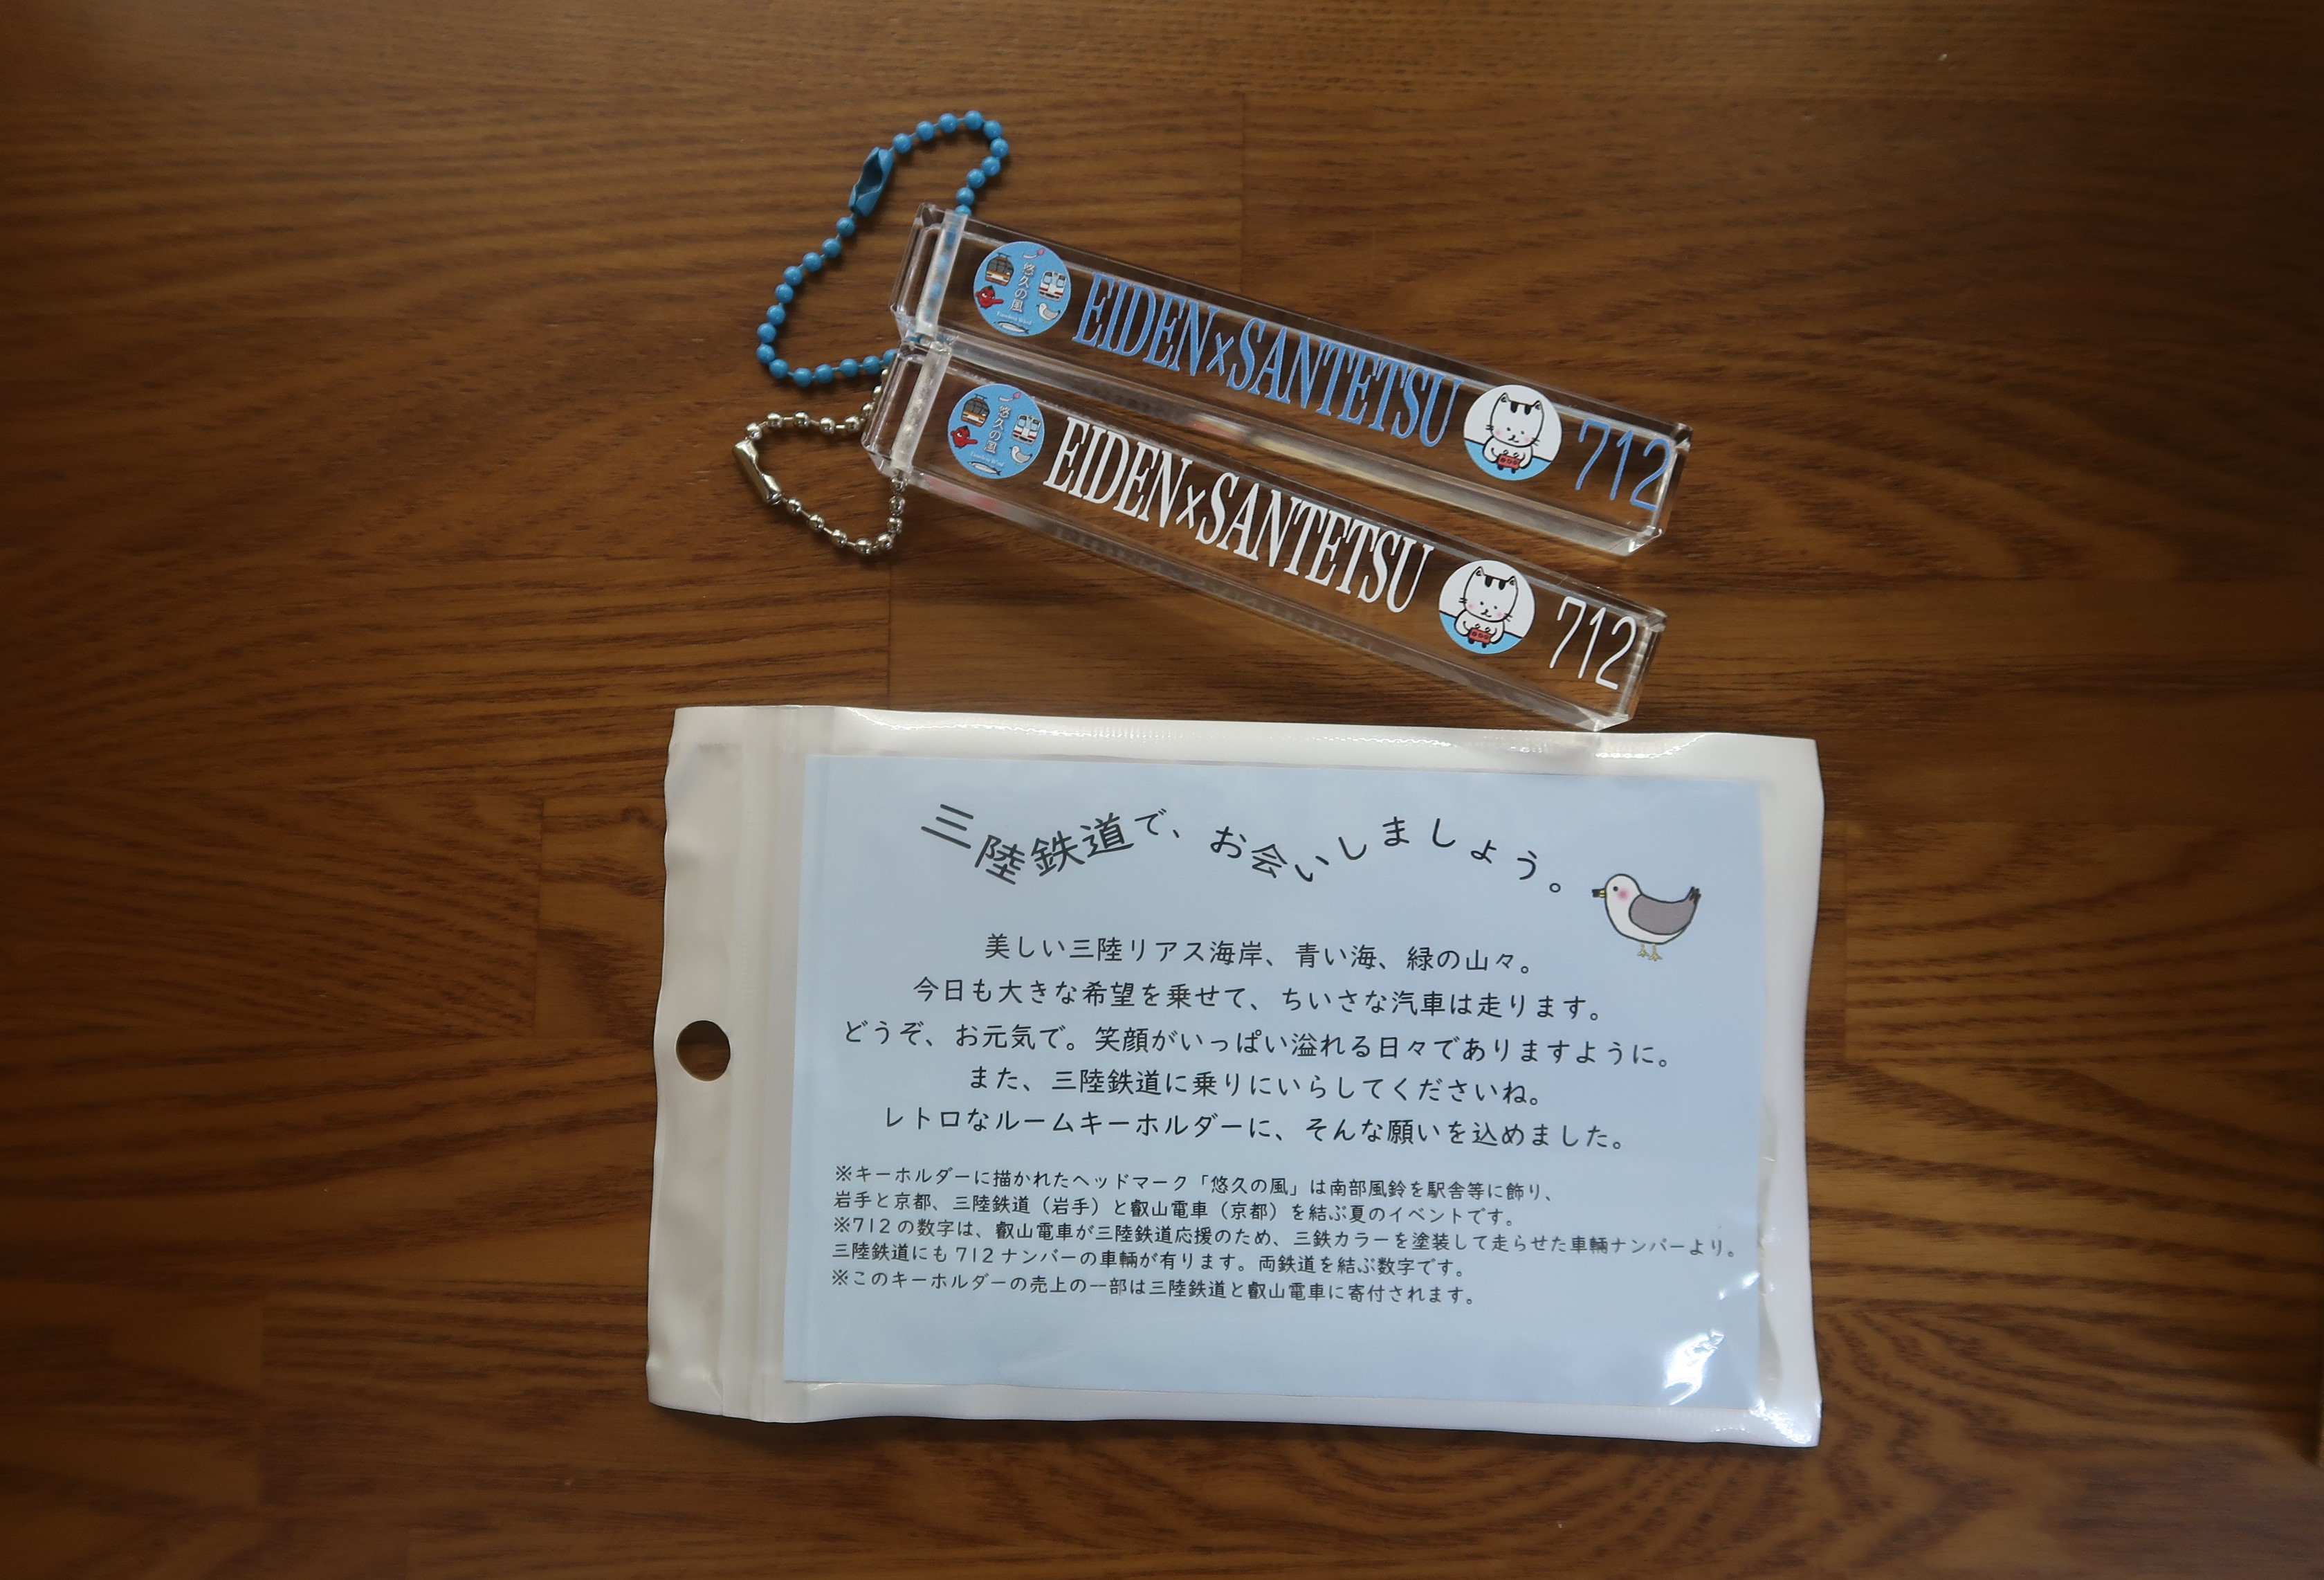 悠久の風
EIDEN×SANTETSU
712
悠久の風
EIDEN×SANTETSU
712
三陸鉄道で、お会いしましょう。
美しい三陸リアス海岸、青い海、緑の山々。
今日も大きな希望を乗せて、ちいさな汽車は走ります。
どうぞ、お元気で。笑顔がいっぱい溢れる日々でありますように。
また、三陸鉄道に乗りにいらしてくださいね。
レトロなルームキーホルダーに、そんな願いを込めました。
※キーホルダーに描かれたヘッドマーク「悠久の風」は南部風鈴を駅舎等に飾り、
岩手と京都、三陸鉄道（岩手）と叡山電車（京都）を結ぶ夏のイベントです。
※712の数字は、叡山電車が三陸鉄道応援のため、三鉄カラーを塗装して走らせた車輛ナンバーより。
三陸鉄道にも712ナンバーの車輛が有ります。両鉄道を結ぶ数字です。
※このキーホルダーの売上の一部は三陸鉄道と叡山電車に寄付されます。